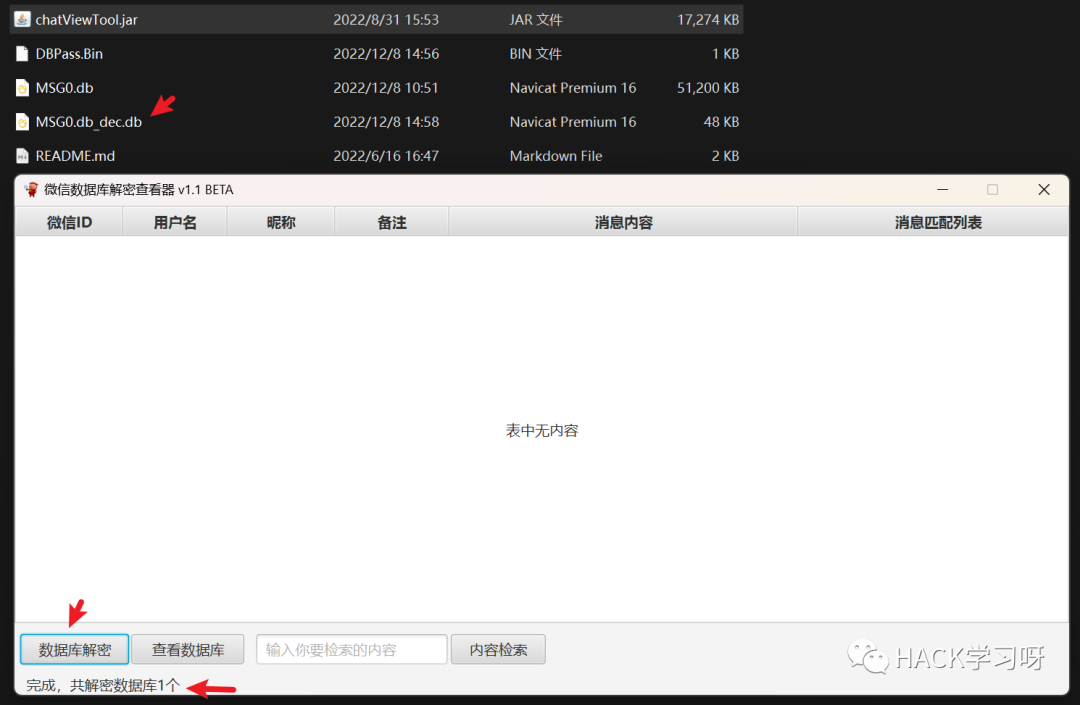 chatViewTool.jar 2022/8/31 15:53 JAR 文件 17,274 KB
DBPass.Bin 2022/12/8 14:56 BIN 文件 1 KB
MSG0.db 2022/12/8 10:51 Navicat Premium 16 51,200 KB
MSG0.db_dec.db 2022/12/8 14:58 Navicat Premium 16 48 KB
README.md 2022/6/16 16:47 Markdown File 2 KB
微信数据库解密查看器 v1.1 BETA
微信ID 用户名 昵称 备注 消息内容 消息匹配列表
表中无内容
数据库解密 查看数据库 输入你要检索的内容 内容检索
HACK学习呀
完成，共解密数据库1个